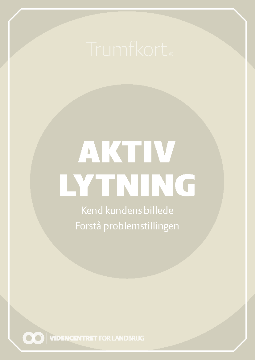 Trumfkort
AKTIV
LYTNING
Kend kundens billede
Forstå problemstillingen
VIDENCENTRET FOR LANDBRUG